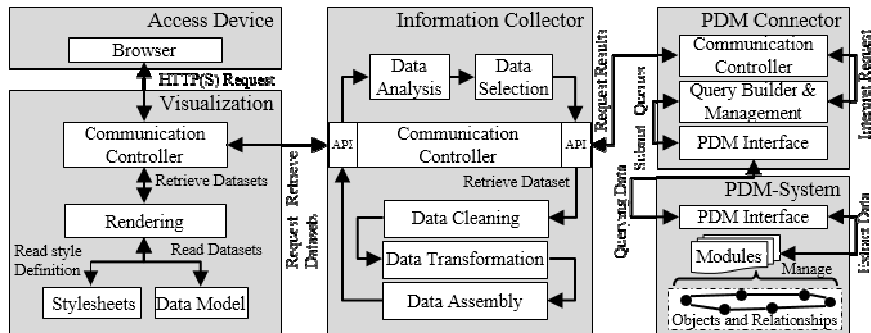 Access Device
Browser
HTTP(S) Request
Visualization
Communication
Controller
Retrieve Datasets
Rendering
Read style
Definition
Read Datasets
Stylesheets
Data Model
Request Retrieve
Datasets
Information Collector
Data
Analysis
Data
Selection
API
Communication
Controller
API
Retrieve Dataset
Data Cleaning
Data Transformation
Data Assembly
Request Results
PDM Connector
Communication
Controller
Query Builder &
Management
PDM Interface
Submit Queries
Interpret Request
Querying Data
PDM-System
PDM Interface
Modules
Manage
Extract Data
Objects and Relationships